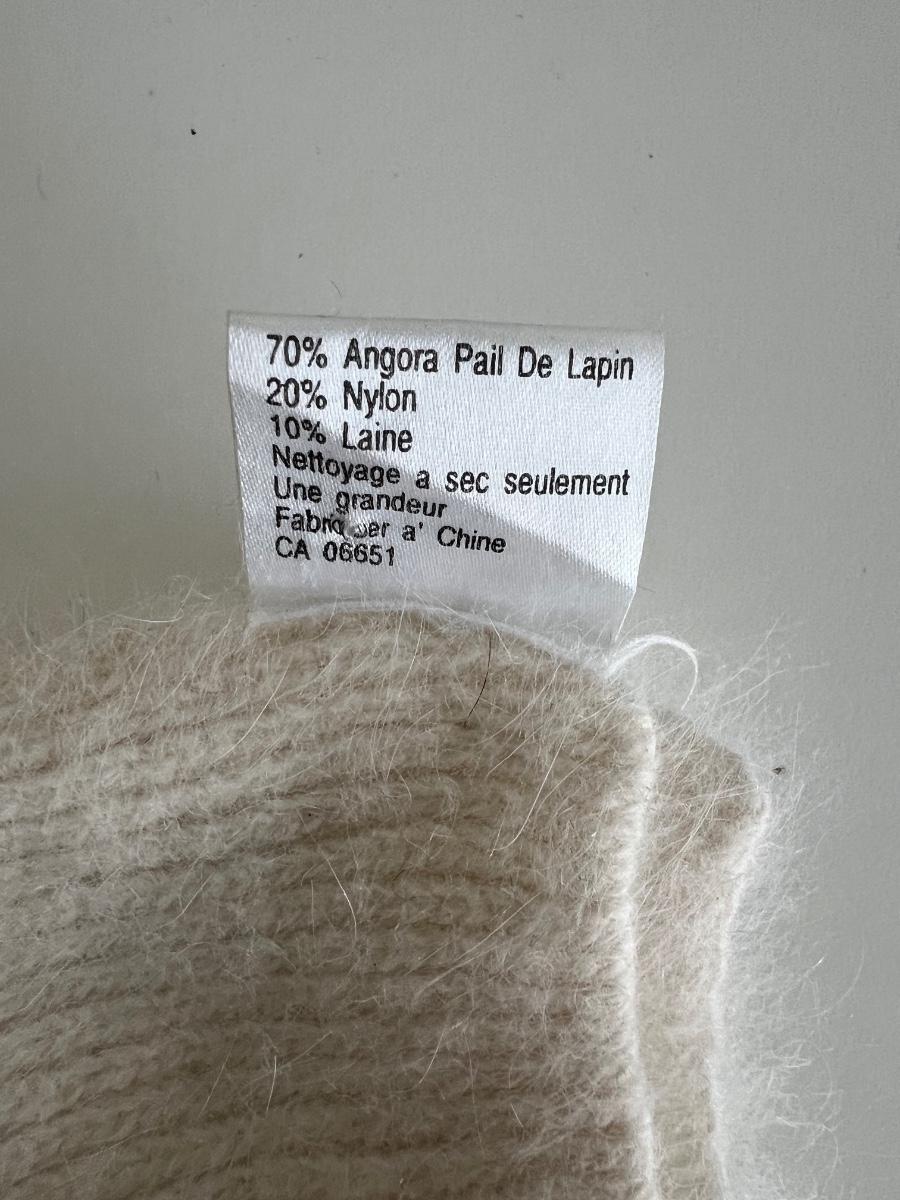 70% Angora Pail De Lapin
20% Nylon
10% Laine
Nettoyage a sec seulement
Une grandeur
a' Chine
CA 06651